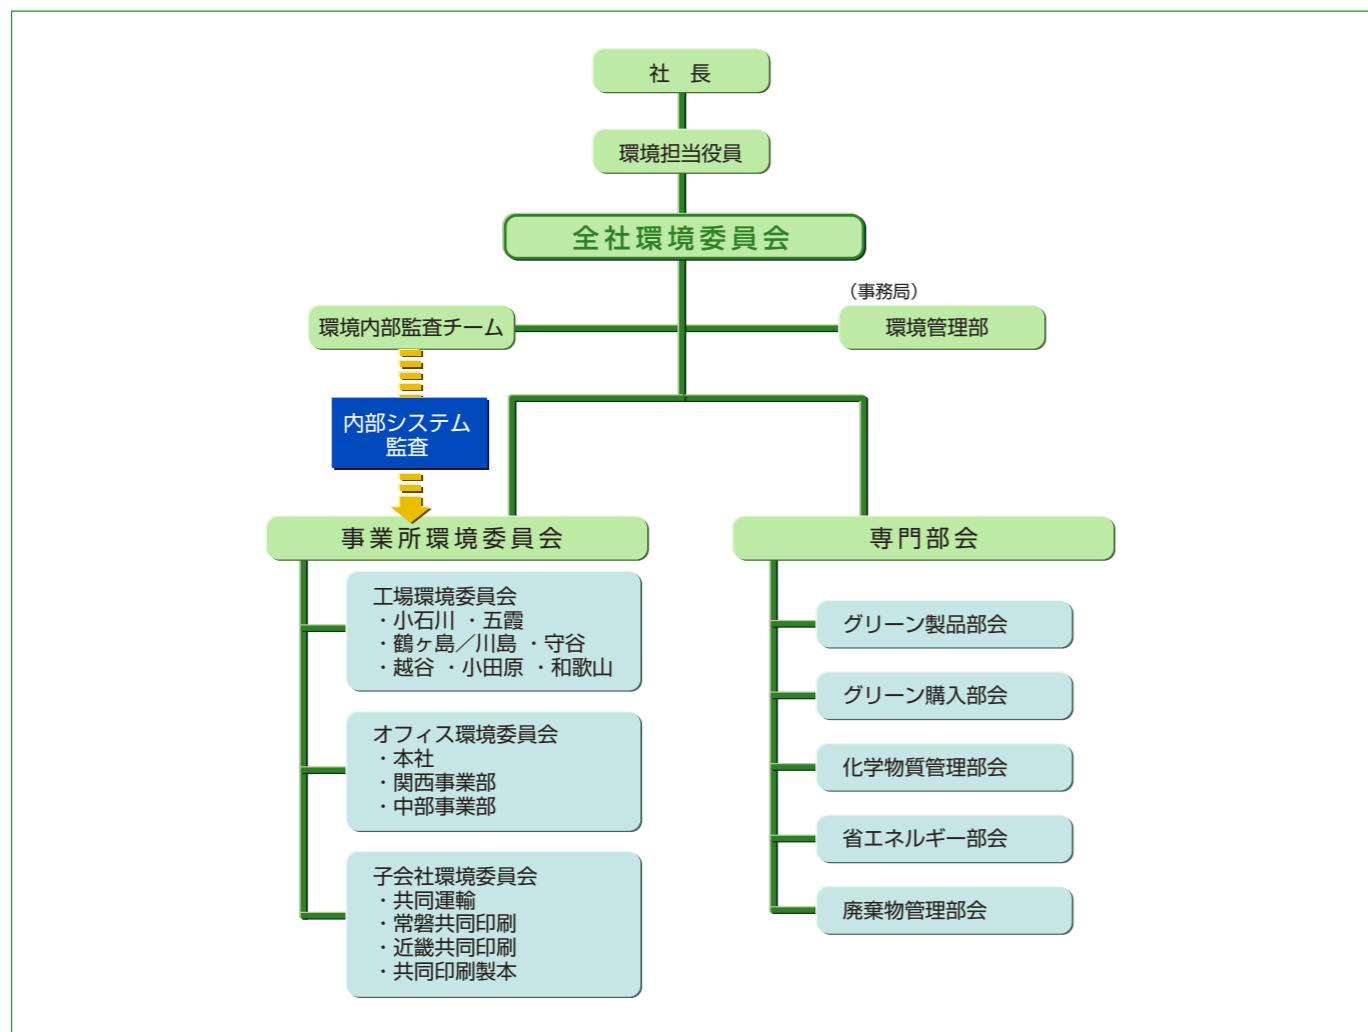 社 長
環境担当役員
全社環境委員会
（事務局）
環境内部監査チーム
環境管理部
内部システム
監査
事業所環境委員会
工場環境委員会
・小石川 ・五霞
・鶴ヶ島／川島 ・守谷
・越谷 ・小田原 ・和歌山
オフィス環境委員会
・本社
・関西事業部
・中部事業部
子会社環境委員会
・共同運輸
・常磐共同印刷
・近畿共同印刷
・共同印刷製本
専門部会
グリーン製品部会
グリーン購入部会
化学物質管理部会
省エネルギー部会
廃棄物管理部会